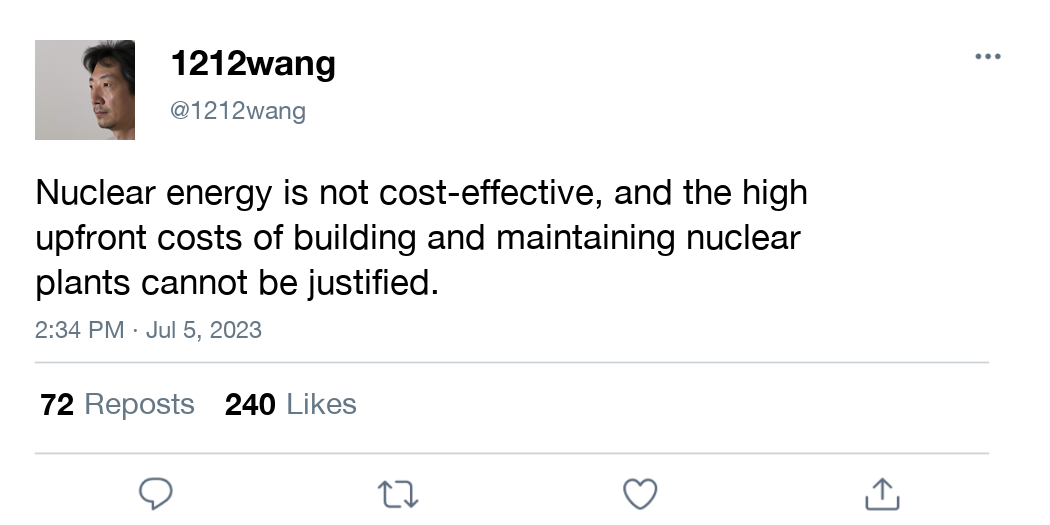 1212wang
@1212wang
Nuclear energy is not cost-effective, and the high
upfront costs of building and maintaining nuclear
plants cannot be justified.
2:34 PM · Jul 5, 2023
72 Reposts 240 Likes